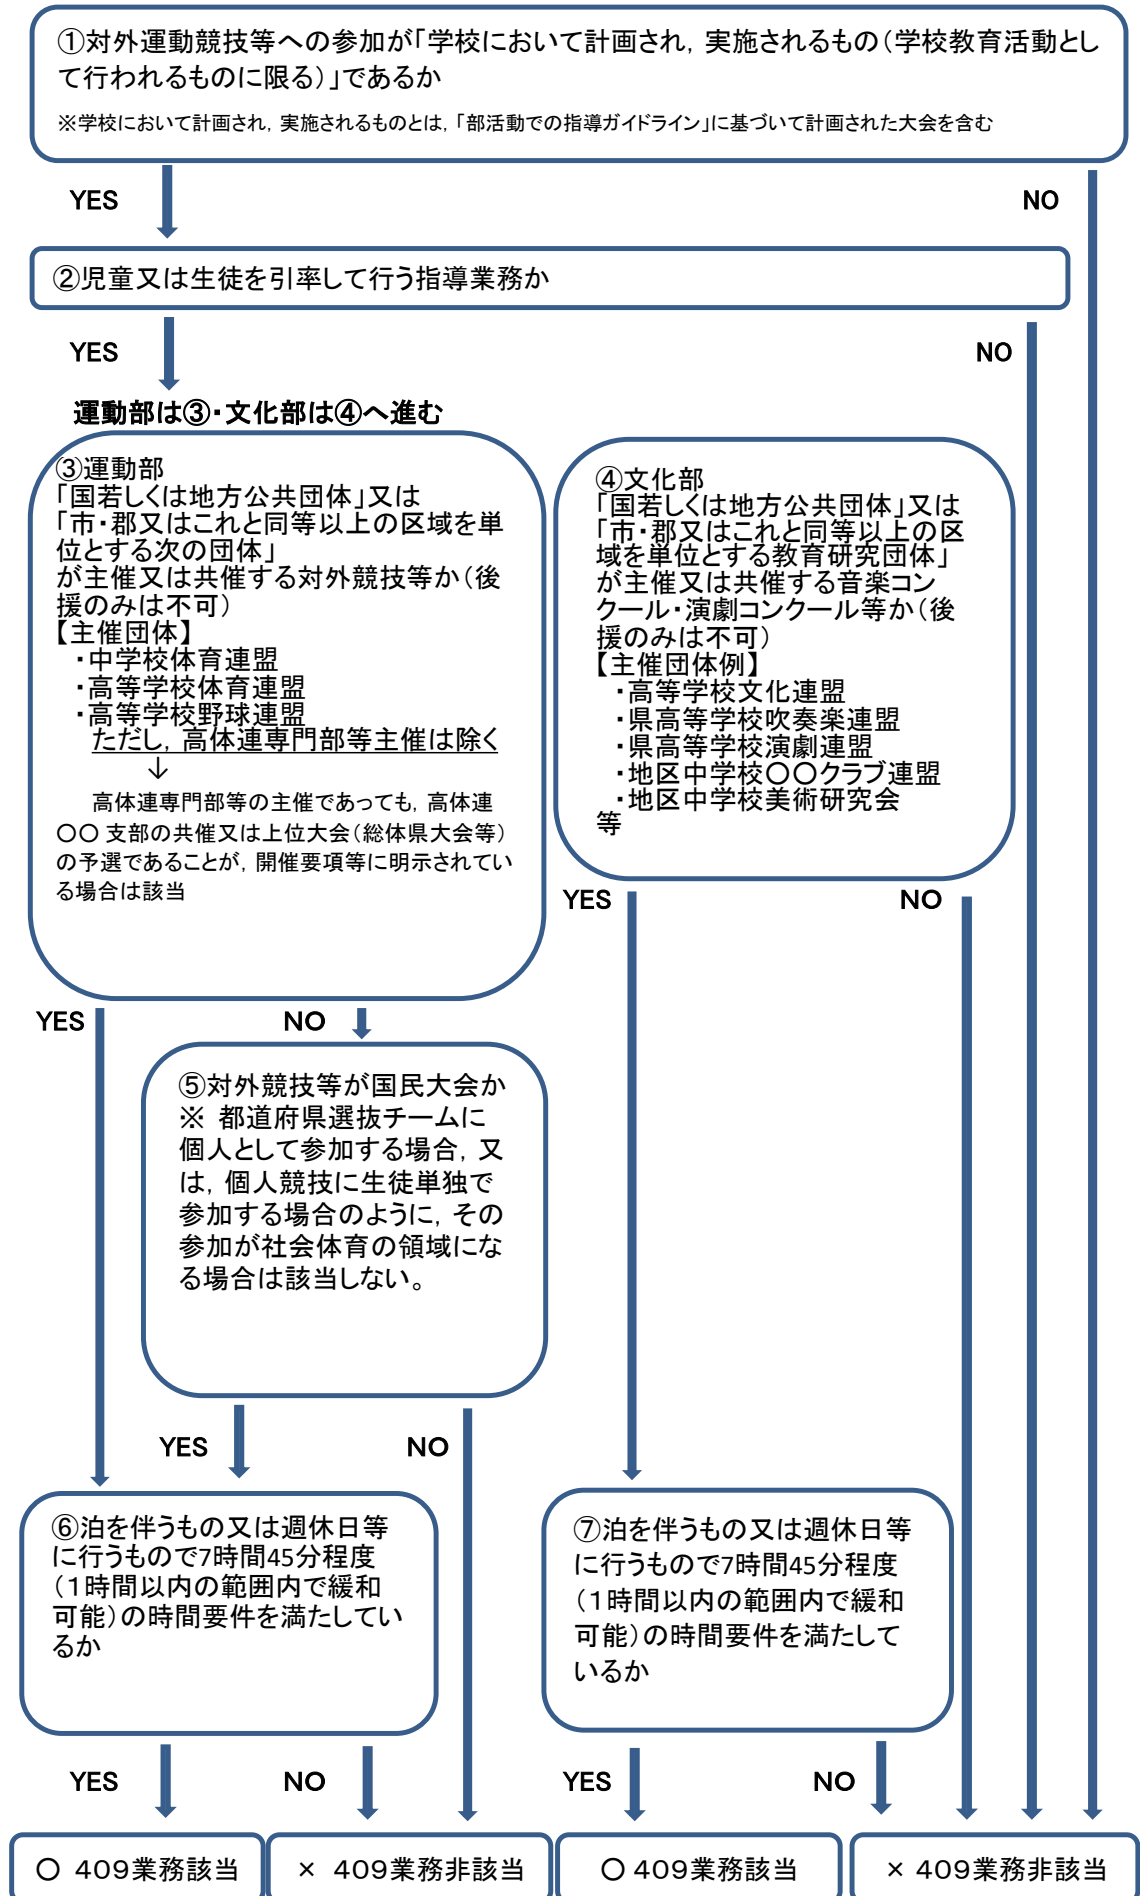 ①対外運動競技等への参加が「学校において計画され，実施されるもの（学校教育活動とし
て行われるものに限る）」であるか
※学校において計画され，実施されるものとは，「部活動での指導ガイドライン」に基づいて計画された大会を含む
YES
NO
②児童又は生徒を引率して行う指導業務か
YES
NO
運動部は③・文化部は④へ進む
③運動部
「国若しくは地方公共団体」又は
「市・郡又はこれと同等以上の区域を単
位とする次の団体」
が主催又は共催する対外競技等か（後
援のみは不可）
【主催団体】
・中学校体育連盟
・高等学校体育連盟
・高等学校野球連盟
ただし，高体連専門部等主催は除く
↓
高体連専門部等の主催であっても，高体連
〇〇 支部の共催又は上位大会（総体県大会等）
の予選であることが，開催要項等に明示されてい
る場合は該当
④文化部
「国若しくは地方公共団体」又は
「市・郡又はこれと同等以上の区
域を単位とする教育研究団体」
が主催又は共催する音楽コン
クール・演劇コンクール等か（後
援のみは不可）
【主催団体例】
・高等学校文化連盟
・県高等学校吹奏楽連盟
・県高等学校演劇連盟
・地区中学校〇〇クラブ連盟
・地区中学校美術研究会
等
YES
NO
YES
NO
⑤対外競技等が国民大会か
※ 都道府県選抜チームに
個人として参加する場合，又
は，個人競技に生徒単独で
参加する場合のように，その
参加が社会体育の領域にな
る場合は該当しない。
YES
NO
⑥泊を伴うもの又は週休日等
に行うもので7時間45分程度
（１時間以内の範囲内で緩和
可能）の時間要件を満たしてい
るか
⑦泊を伴うもの又は週休日等
に行うもので7時間45分程度
（１時間以内の範囲内で緩和
可能）の時間要件を満たして
いるか
YES
NO
YES
NO
〇 ４０９業務該当
× ４０９業務非該当
〇 ４０９業務該当
× ４０９業務非該当